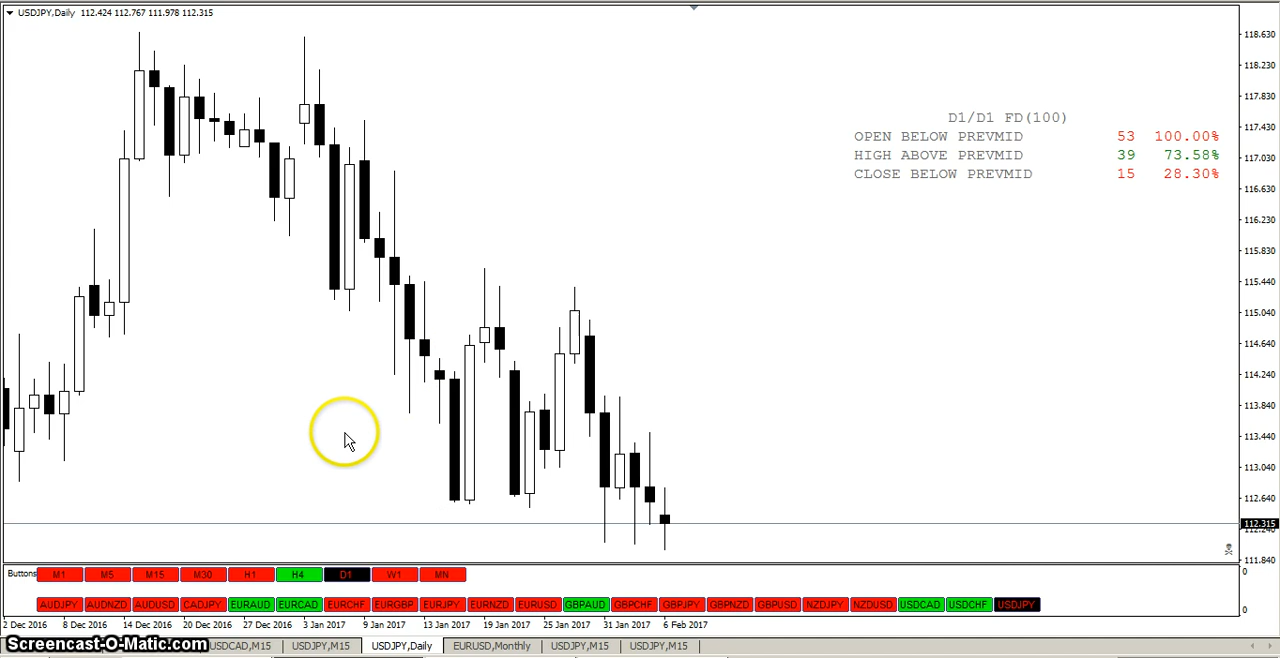 USDJPY,Daily 112.424 112.767 111.978 112.315
D1/D1 FD(100)
OPEN BELOW PREVMID 53 100.00%
HIGH ABOVE PREVMID 39 73.58%
CLOSE BELOW PREVMID 15 28.30%
118.630
118.230
117.830
117.430
117.030
116.630
116.230
115.830
115.440
115.040
114.640
114.240
113.840
113.440
113.040
112.640
112.315
112.240
111.840
Buttons M1 M5 M15 M30 H1 H4 D1 W1 MN 0
AUDJPY AUDNZD AUDUSD CADJPY EURAUD EURCAD EURCHF EURGBP EURJPY EURNZD EURUSD GBPAUD GBPCHF GBPJPY GBPNZD GBPUSD NZDJPY NZDUSD USDCAD USDCHF USDJPY 0
2 Dec 2016 8 Dec 2016 14 Dec 2016 20 Dec 2016 27 Dec 2016 3 Jan 2017 9 Jan 2017 13 Jan 2017 19 Jan 2017 25 Jan 2017 31 Jan 2017 6 Feb 2017
Screencast-O-Matic.com USDCAD,M15 USDJPY,M15 USDJPY,Daily EURUSD,Monthly USDJPY,M15 USDJPY,M15